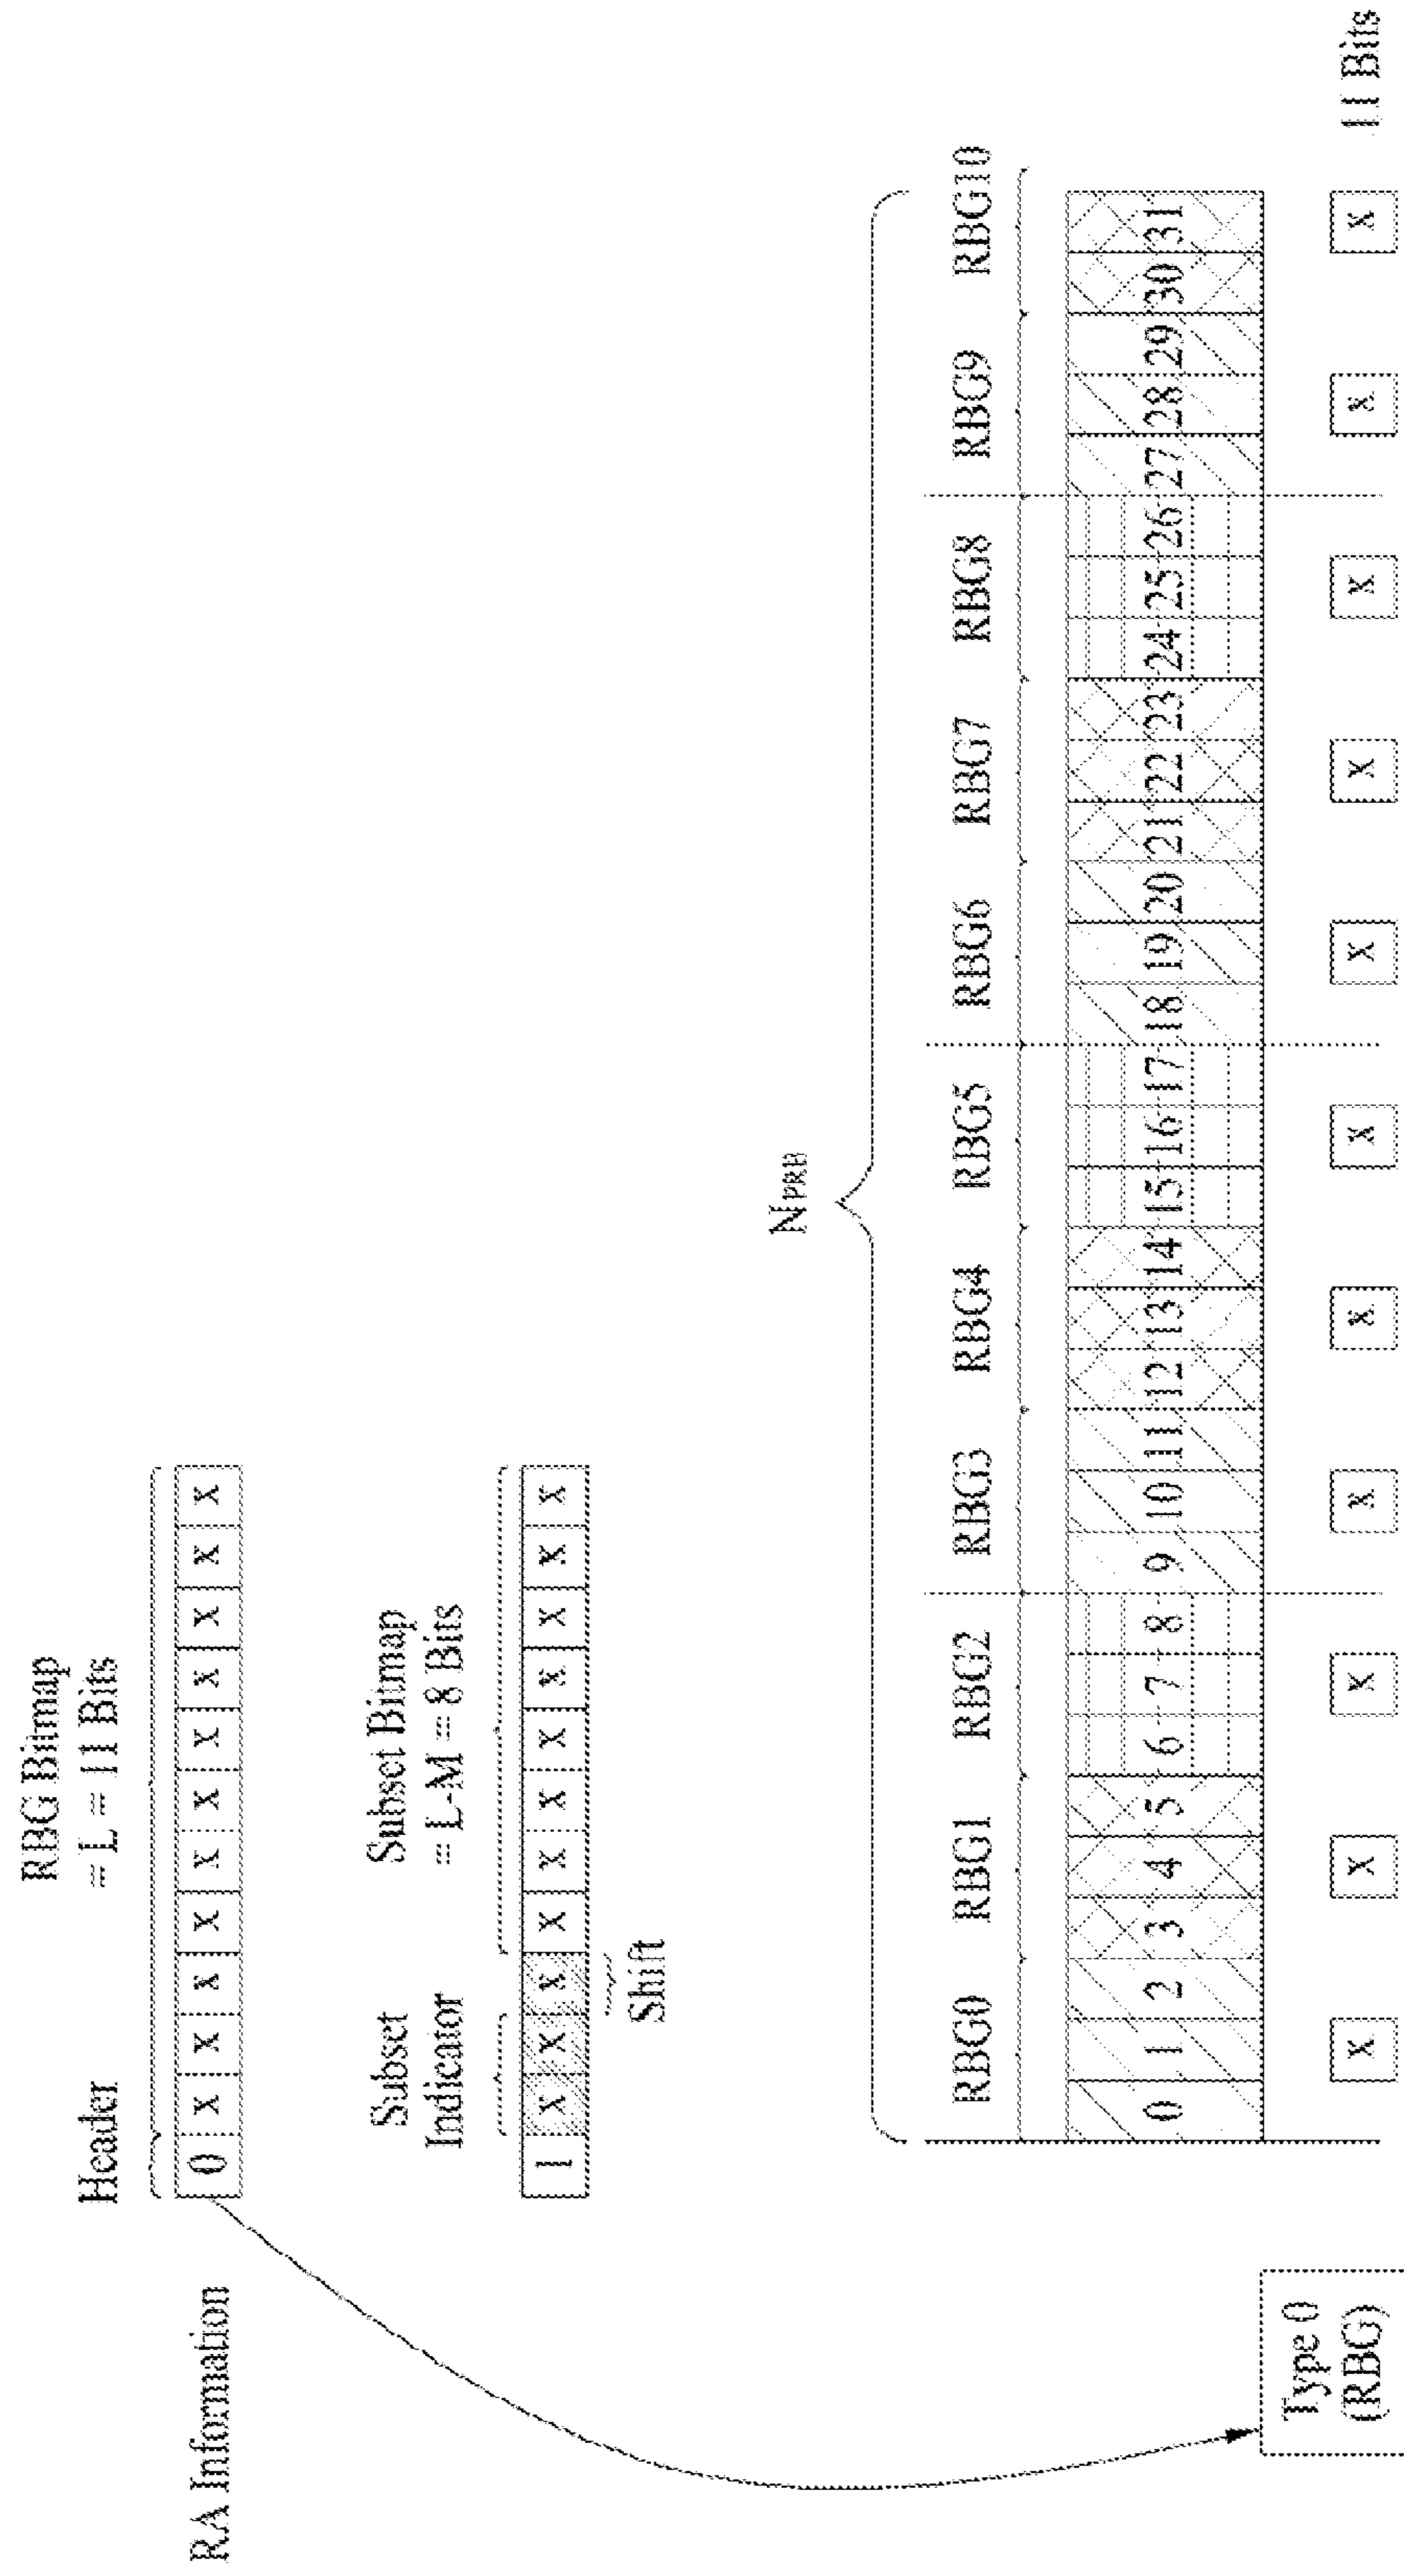 RBG Bitmap
Header = L = 11 Bits
RA Information 0 X X X X X X X X X X X
Subset Subset Bitmap
Indicator = L-M = 8 Bits
1 X X X X X X X X X X X
Shift
NPRB
RBG0 RBG1 RBG2 RBG3 RBG4 RBG5 RBG6 RBG7 RBG8 RBG9 RBG10
0 1 2 3 4 5 6 7 8 9 10 11 12 13 14 15 16 17 18 19 20 21 22 23 24 25 26 27 28 29 30 31
Type 0
(RBG)
X X X X X X X X X X X 11 Bits